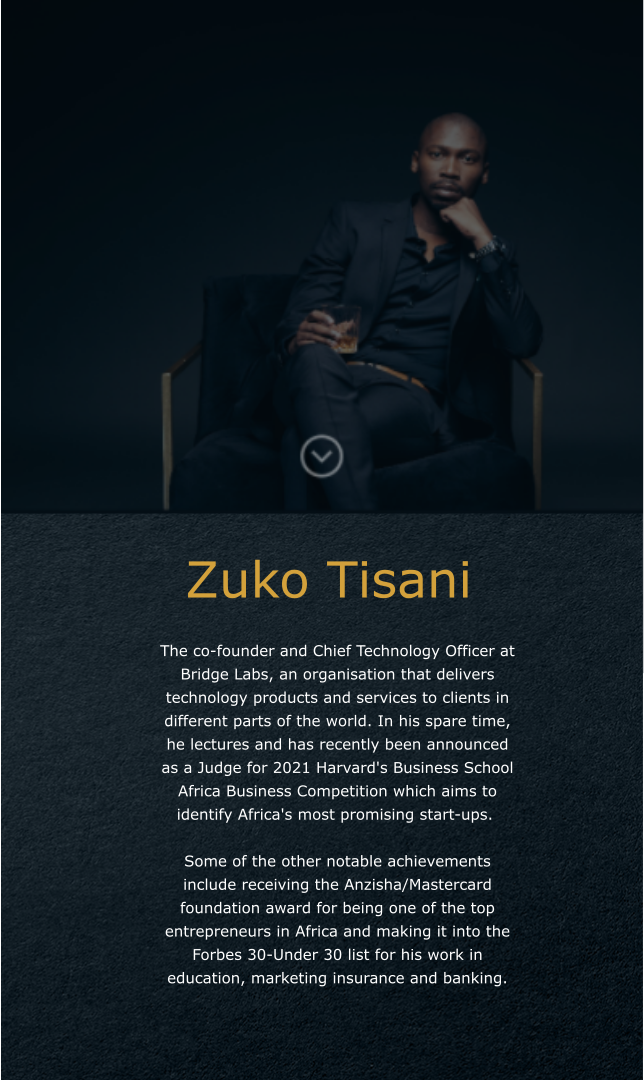 Zuko Tisani
The co-founder and Chief Technology Officer at
Bridge Labs, an organisation that delivers
technology products and services to clients in
different parts of the world. In his spare time,
he lectures and has recently been announced
as a Judge for 2021 Harvard's Business School
Africa Business Competition which aims to
identify Africa's most promising start-ups.
Some of the other notable achievements
include receiving the Anzisha/Mastercard
foundation award for being one of the top
entrepreneurs in Africa and making it into the
Forbes 30-Under 30 list for his work in
education, marketing insurance and banking.